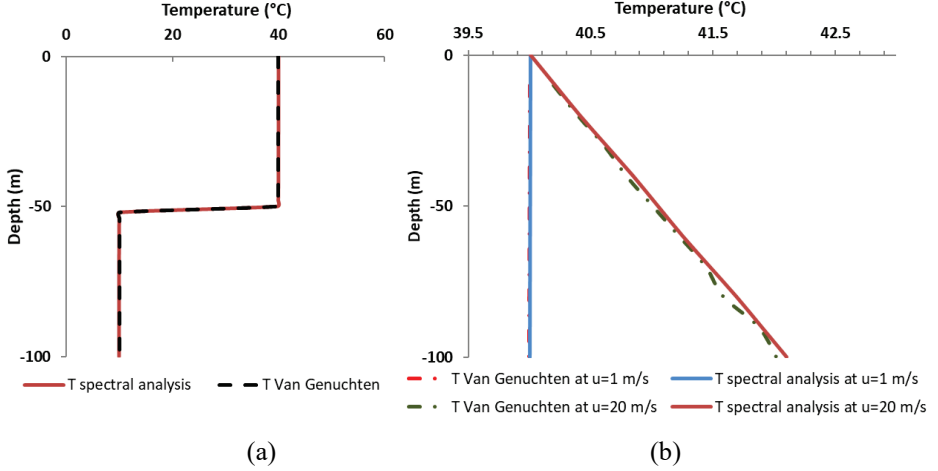 Temperature (°C)
0 20 40 60
0
-50
-100
Depth (m)
T spectral analysis T Van Genuchten
(a)
Temperature (°C)
39.5 40.5 41.5 42.5
0
-50
-100
Depth (m)
T Van Genuchten at u=1 m/s T spectral analysis at u=1 m/s
T Van Genuchten at u=20 m/s T spectral analysis at u=20 m/s
(b)